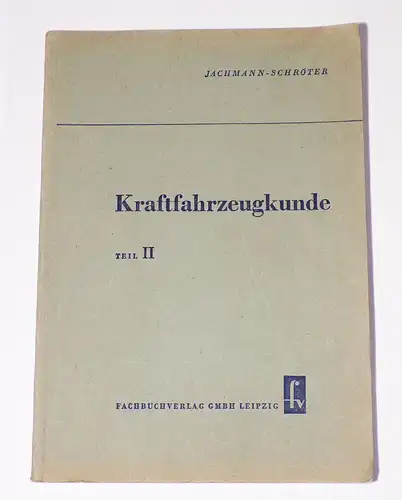 JACHMANN-SCHRÖTER
Kraftfahrzeugkunde
TEIL II
FACHBUCHVERLAG GMBH LEIPZIG fv